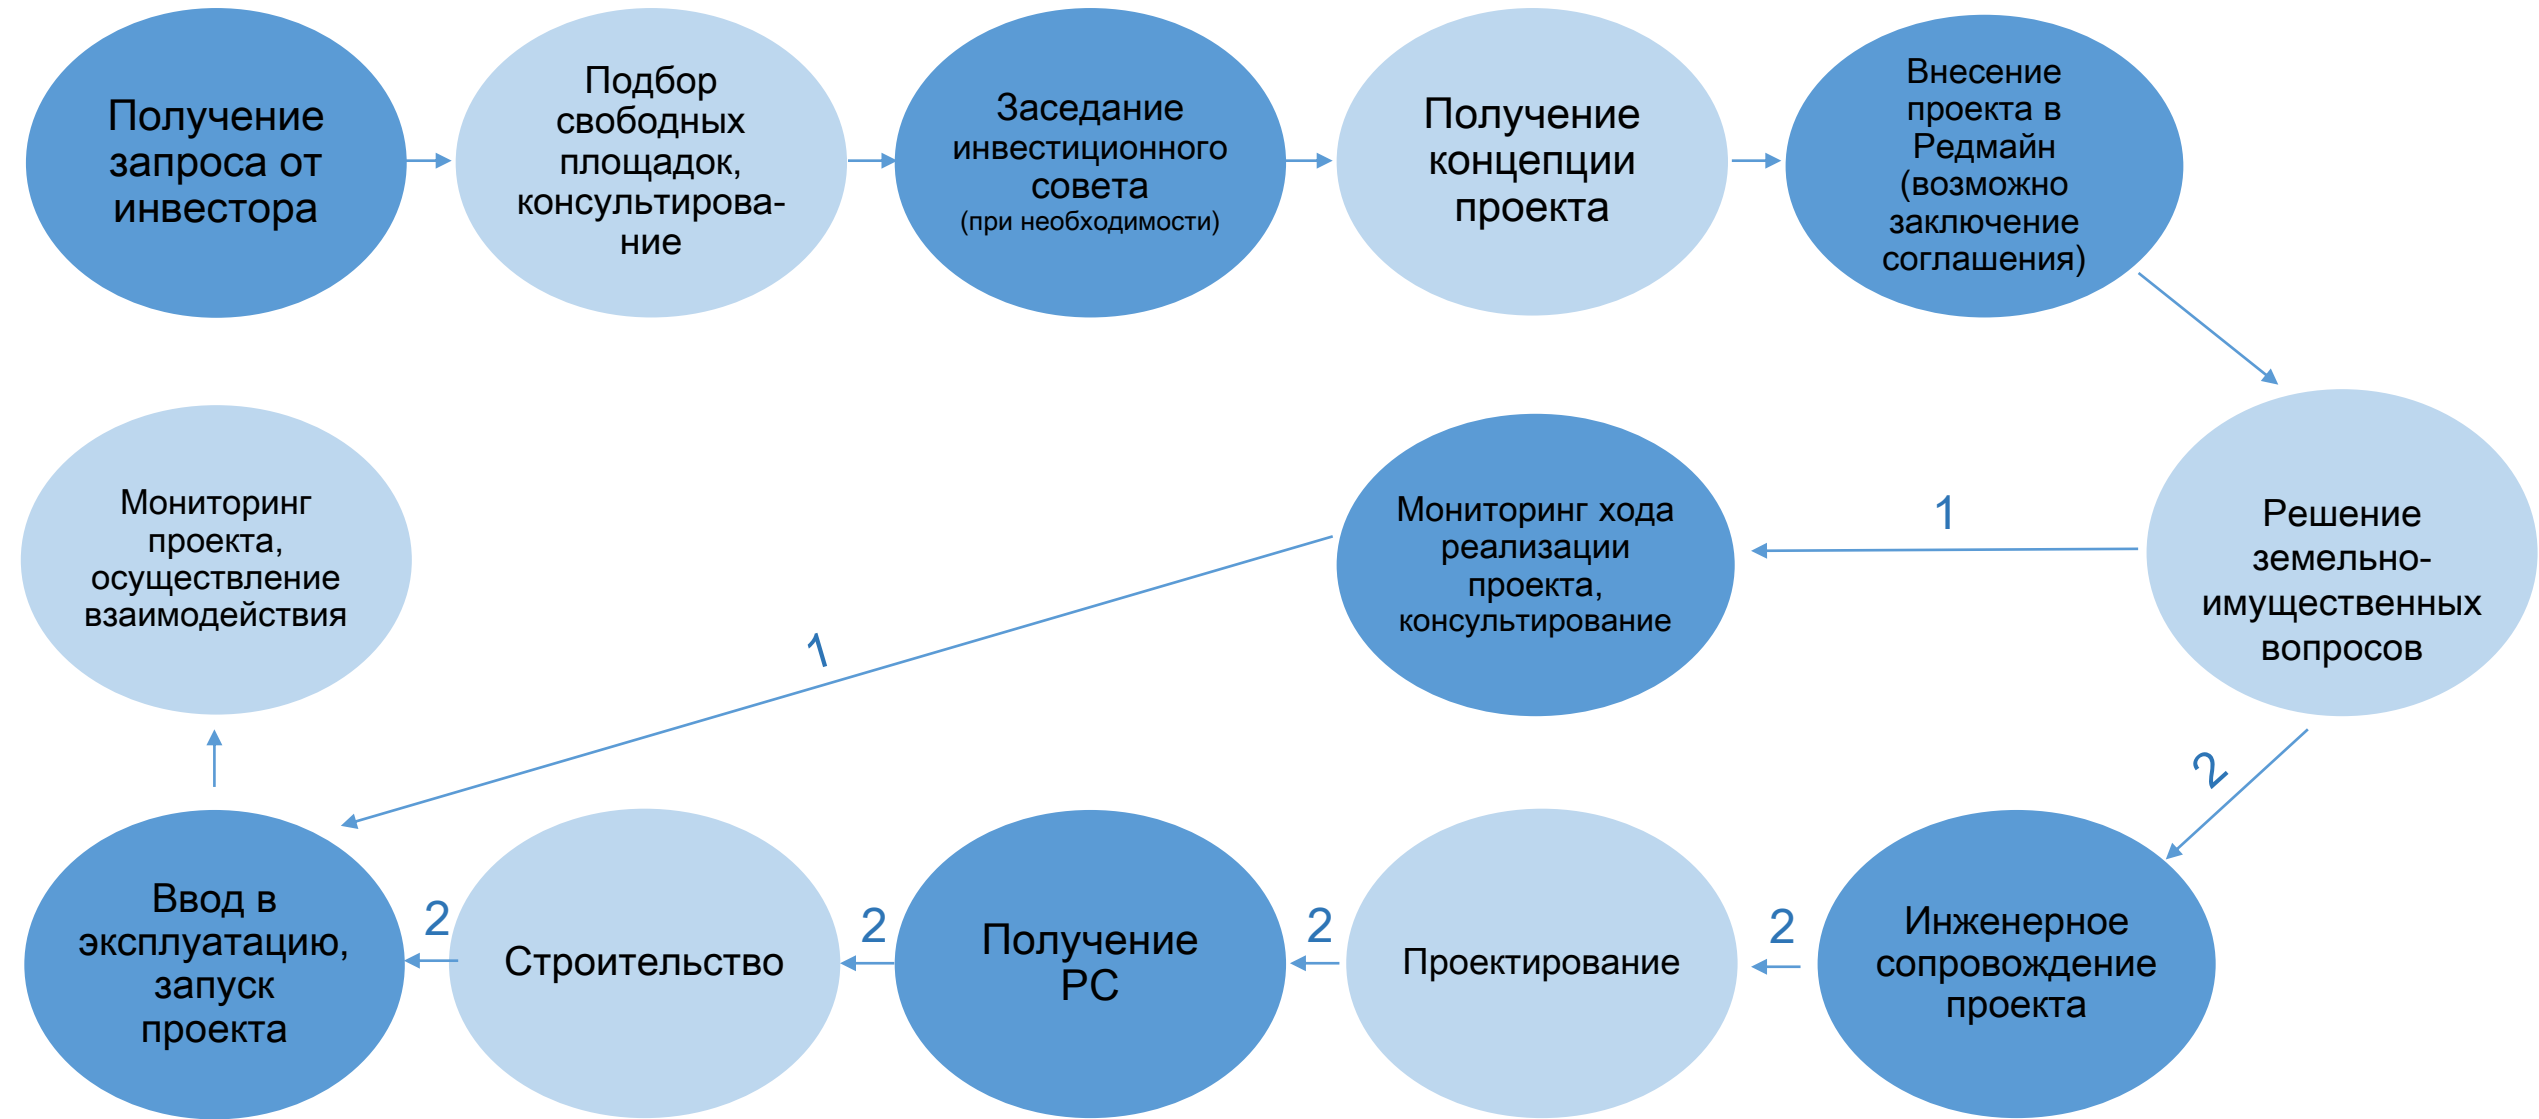 Получение
запроса от
инвестора
Подбор
свободных
площадок,
консультирова-
ние
Заседание
инвестиционного
совета
(при необходимости)
Получение
концепции
проекта
Внесение
проекта в
Редмайн
(возможно
заключение
соглашения)
Решение
земельно-
имущественных
вопросов
1
Мониторинг хода
реализации
проекта,
консультирование
1
Мониторинг
проекта,
осуществление
взаимодействия
2
Инженерное
сопровождение
проекта
2
Проектирование
2
Получение
РС
2
Строительство
2
Ввод в
эксплуатацию,
запуск
проекта